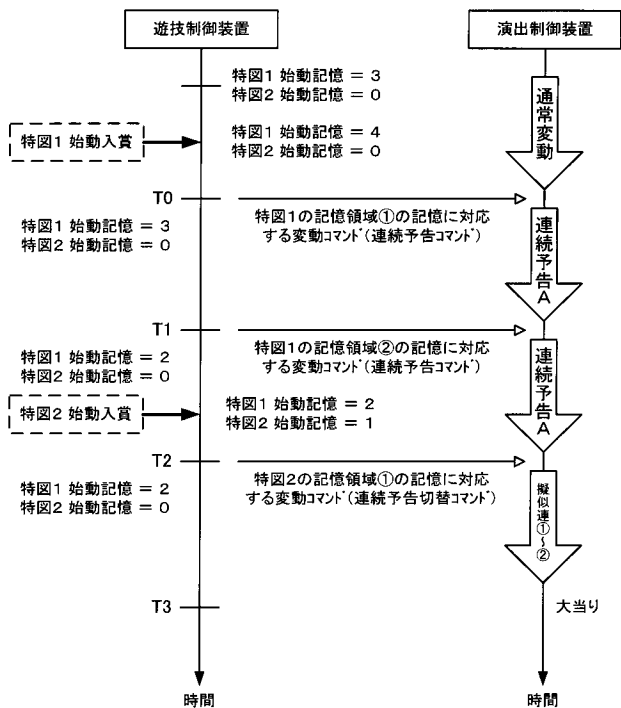 遊技制御装置
演出制御装置
特図1 始動記憶 = 3
特図2 始動記憶 = 0
通常変動
特図1 始動入賞
特図1 始動記憶 = 4
特図2 始動記憶 = 0
T0
特図1の記憶領域①の記憶に対応
する変動コマンド(連続予告コマンド)
特図1 始動記憶 = 3
特図2 始動記憶 = 0
連続予告A
T1
特図1の記憶領域②の記憶に対応
する変動コマンド(連続予告コマンド)
特図1 始動記憶 = 2
特図2 始動記憶 = 0
連続予告A
特図2 始動入賞
特図1 始動記憶 = 2
特図2 始動記憶 = 1
T2
特図2の記憶領域①の記憶に対応
する変動コマンド(連続予告切替コマンド)
特図1 始動記憶 = 2
特図2 始動記憶 = 0
擬似連①～②
T3
大当り
時間
時間